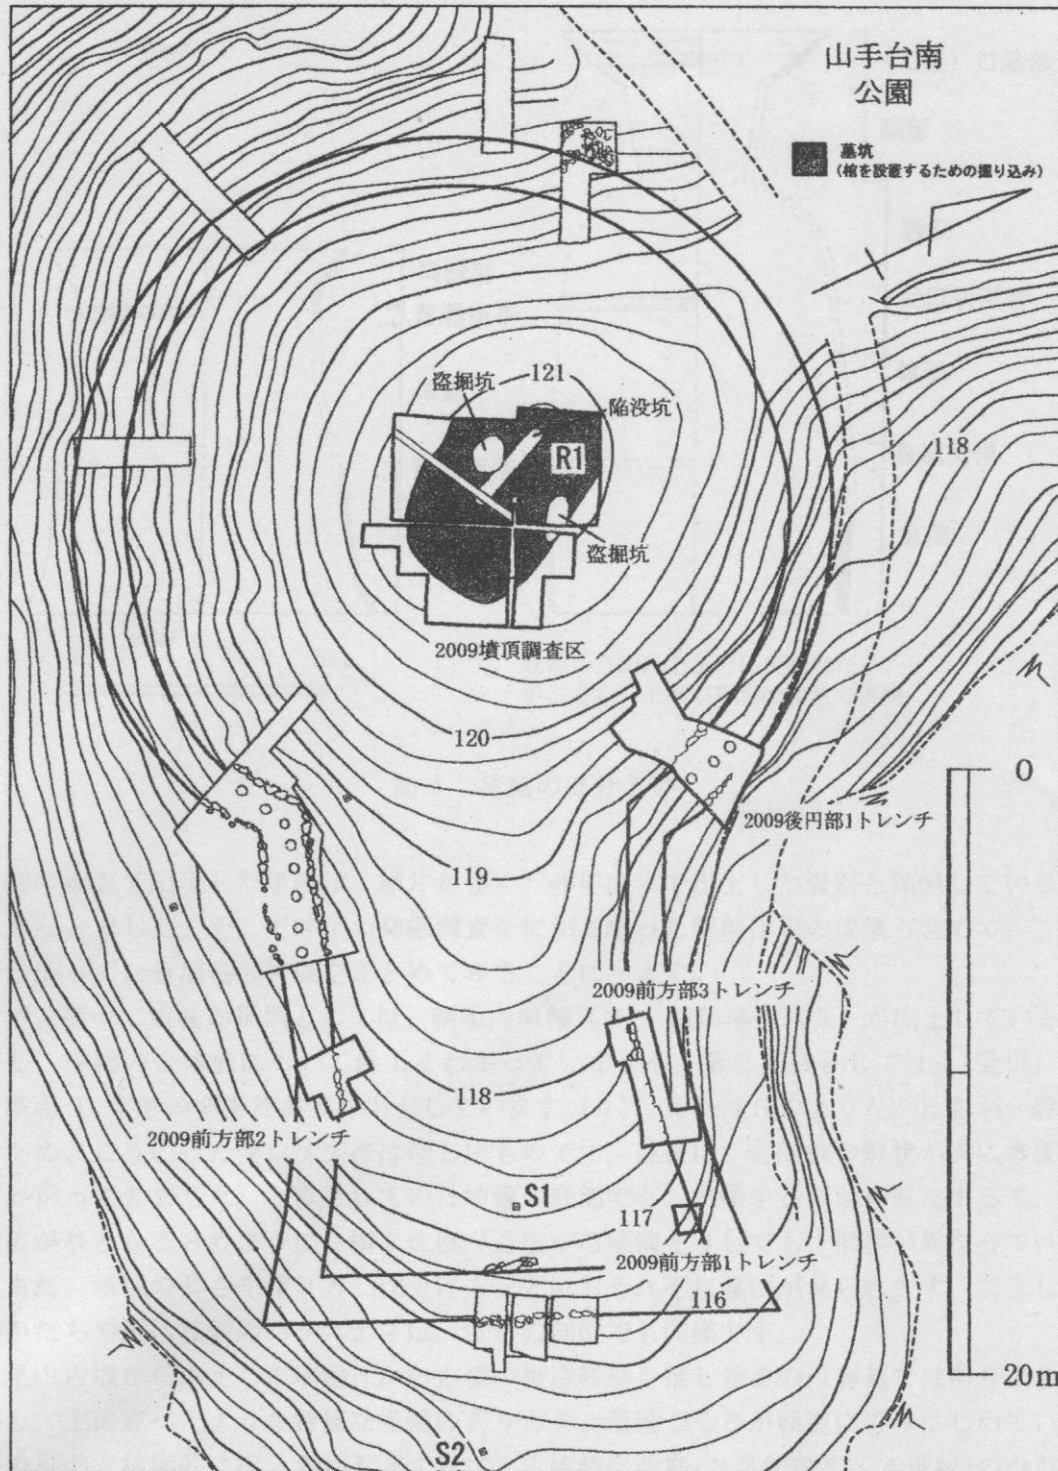 山手台南
公園
墓坑
(棺を設置するための掘り込み)
盗掘坑
121
陥没坑
R1
118
盗掘坑
2009墳頂調査区
120
0
2009後円部1トレンチ
119
2009前方部3トレンチ
118
2009前方部2トレンチ
S1
117
2009前方部1トレンチ
116
20m
S2